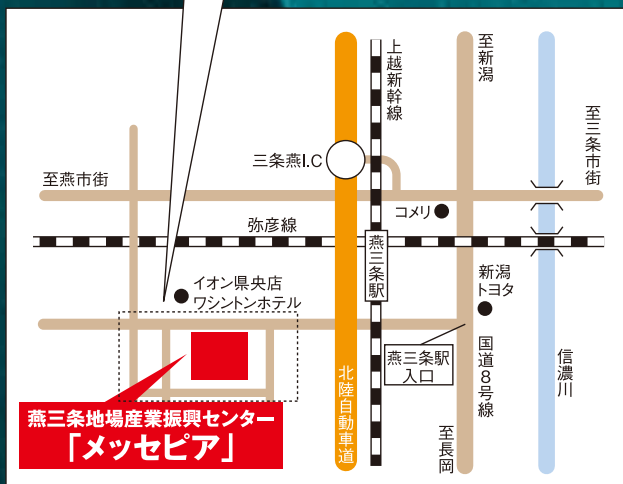 上越新幹線
至新潟
至三条市街
三条燕I.C
至燕市街
コメリ
弥彦線
燕三条駅
イオン県央店
ワシントンホテル
新潟
トヨタ
燕三条駅
入口
国道8号線
信濃川
北陸自動車道
至長岡
燕三条地場産業振興センター
「メッセピア」